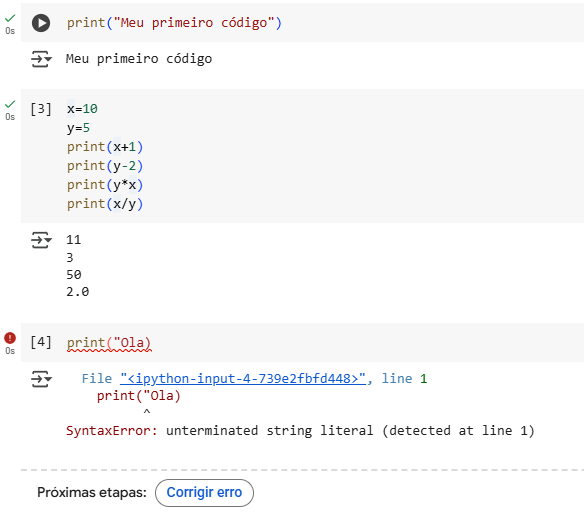 print("Meu primeiro código")
0s
Meu primeiro código
[3] x=10
0s
y=5
print(x+1)
print(y-2)
print(y*x)
print(x/y)
11
3
50
2.0
[4] print("Ola)
0s
File "<ipython-input-4-739e2fbfd448>", line 1
print("Ola)
^
SyntaxError: unterminated string literal (detected at line 1)
Próximas etapas: Corrigir erro